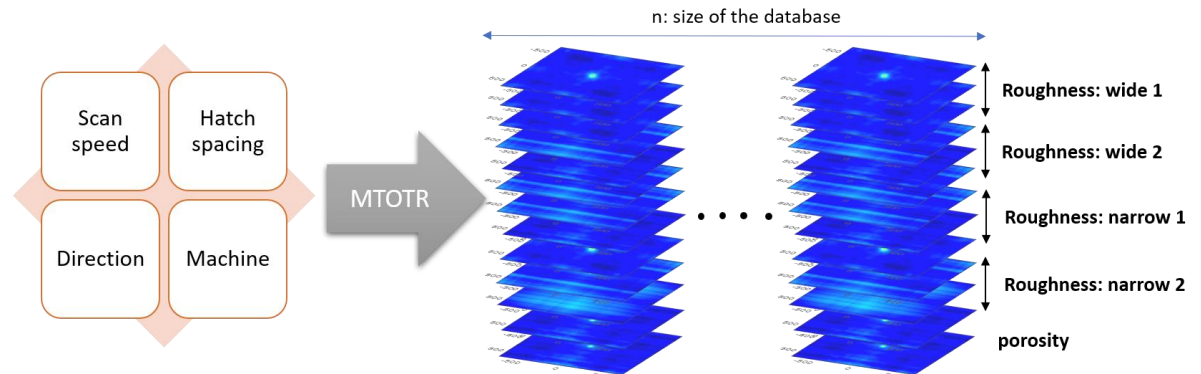 n: size of the database
Scan
speed
Hatch
spacing
Direction
Machine
MTOTR
Roughness: wide 1
Roughness: wide 2
Roughness: narrow 1
Roughness: narrow 2
porosity